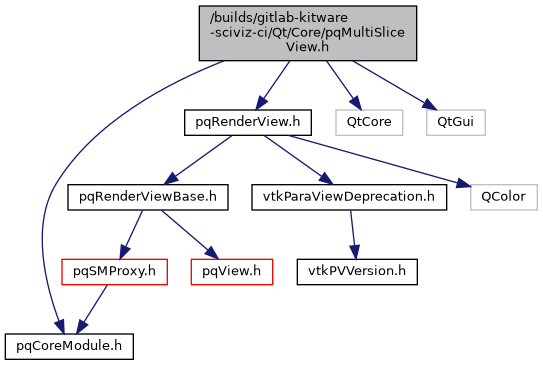 /builds/gitlab-kitware
-sciviz-ci/Qt/Core/pqMultiSlice
View.h
pqRenderView.h
QtCore
QtGui
pqRenderViewBase.h
vtkParaViewDeprecation.h
QColor
pqSMProxy.h
pqView.h
vtkPVVersion.h
pqCoreModule.h